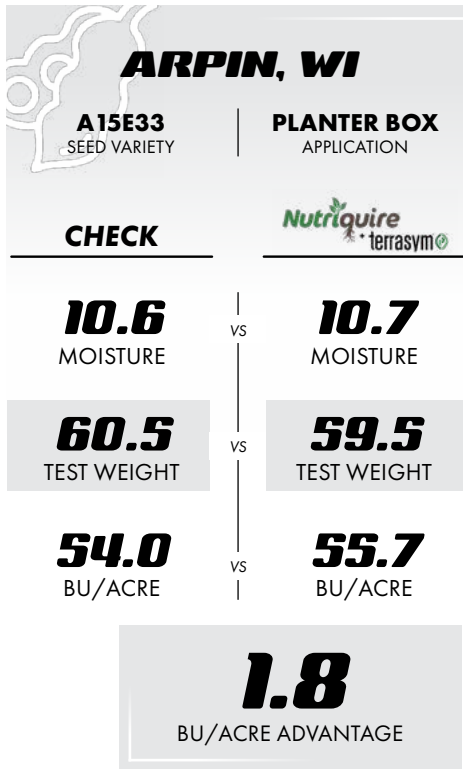 ARPIN, WI
A15E33
SEED VARIETY
PLANTER BOX
APPLICATION
CHECK
Nutriquire
+ terrasym
10.6 vs 10.7
MOISTURE MOISTURE
60.5 vs 59.5
TEST WEIGHT TEST WEIGHT
54.0 vs 55.7
BU/ACRE BU/ACRE
1.8
BU/ACRE ADVANTAGE